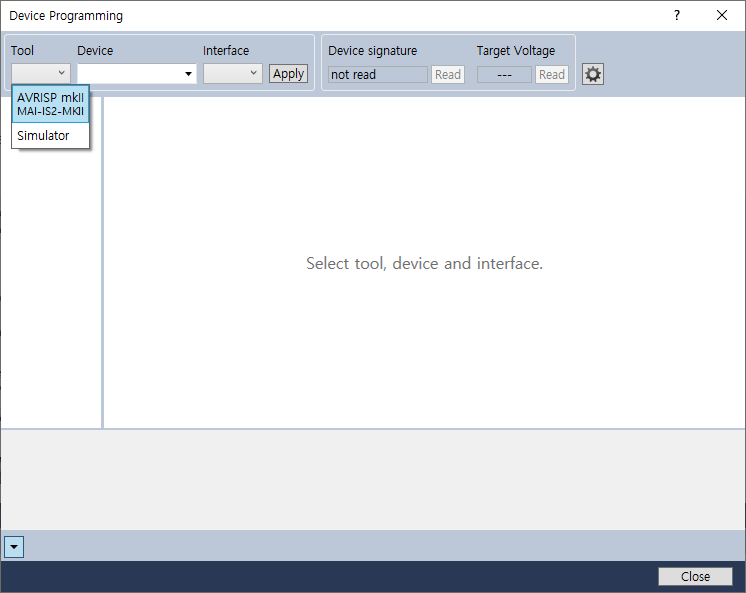 Device Programming
?
Tool Device Interface Device signature Target Voltage
Apply not read Read --- Read
AVRISP mkII
MAI-IS2-MKII
Simulator
Select tool, device and interface.
Close